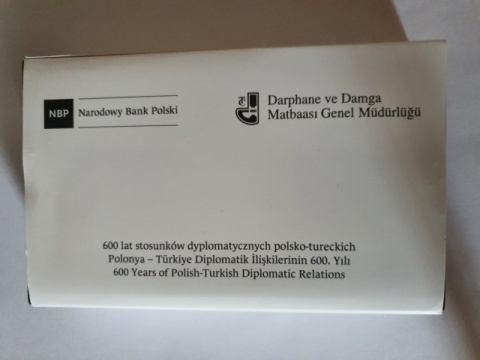 NBP Narodowy Bank Polski
Darphane ve Damga
Matbaası Genel Müdürlüğü
600 lat stosunków dyplomatycznych polsko-tureckich
Polonya – Türkiye Diplomatik İlişkilerinin 600. Yılı
600 Years of Polish-Turkish Diplomatic Relations